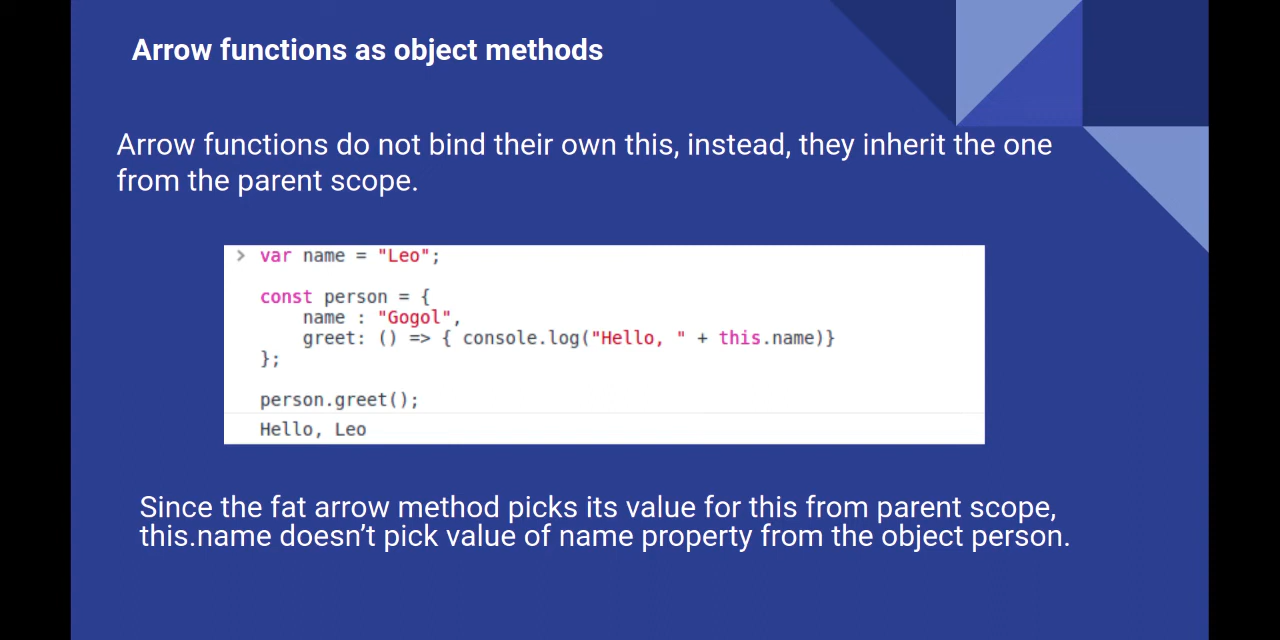 Arrow functions as object methods
Arrow functions do not bind their own this, instead, they inherit the one
from the parent scope.
> var name = "Leo";
const person = {
name : "Gogol",
greet: () => { console.log("Hello, " + this.name)}
};
person.greet();
Hello, Leo
Since the fat arrow method picks its value for this from parent scope,
this.name doesn’t pick value of name property from the object person.